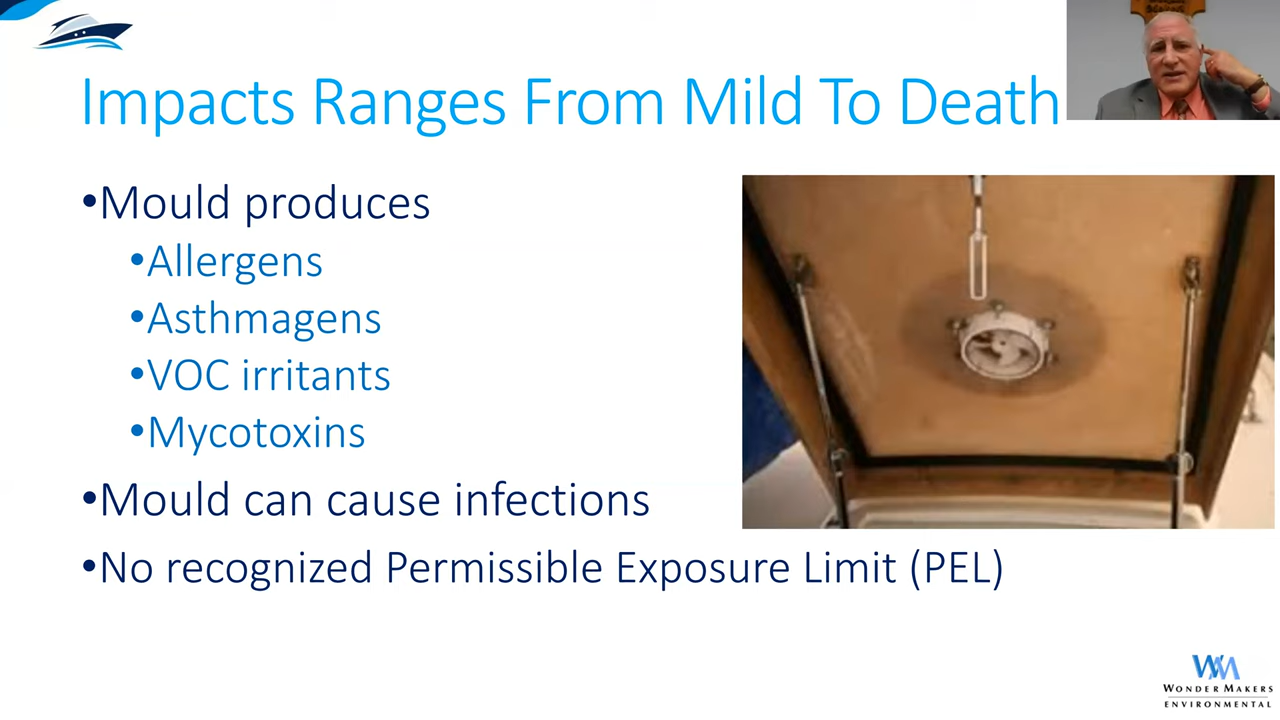 Impacts Ranges From Mild To Death
•Mould produces
•Allergens
•Asthmagens
•VOC irritants
•Mycotoxins
•Mould can cause infections
•No recognized Permissible Exposure Limit (PEL)
WM
WONDER MAKERS
ENVIRONMENTAL